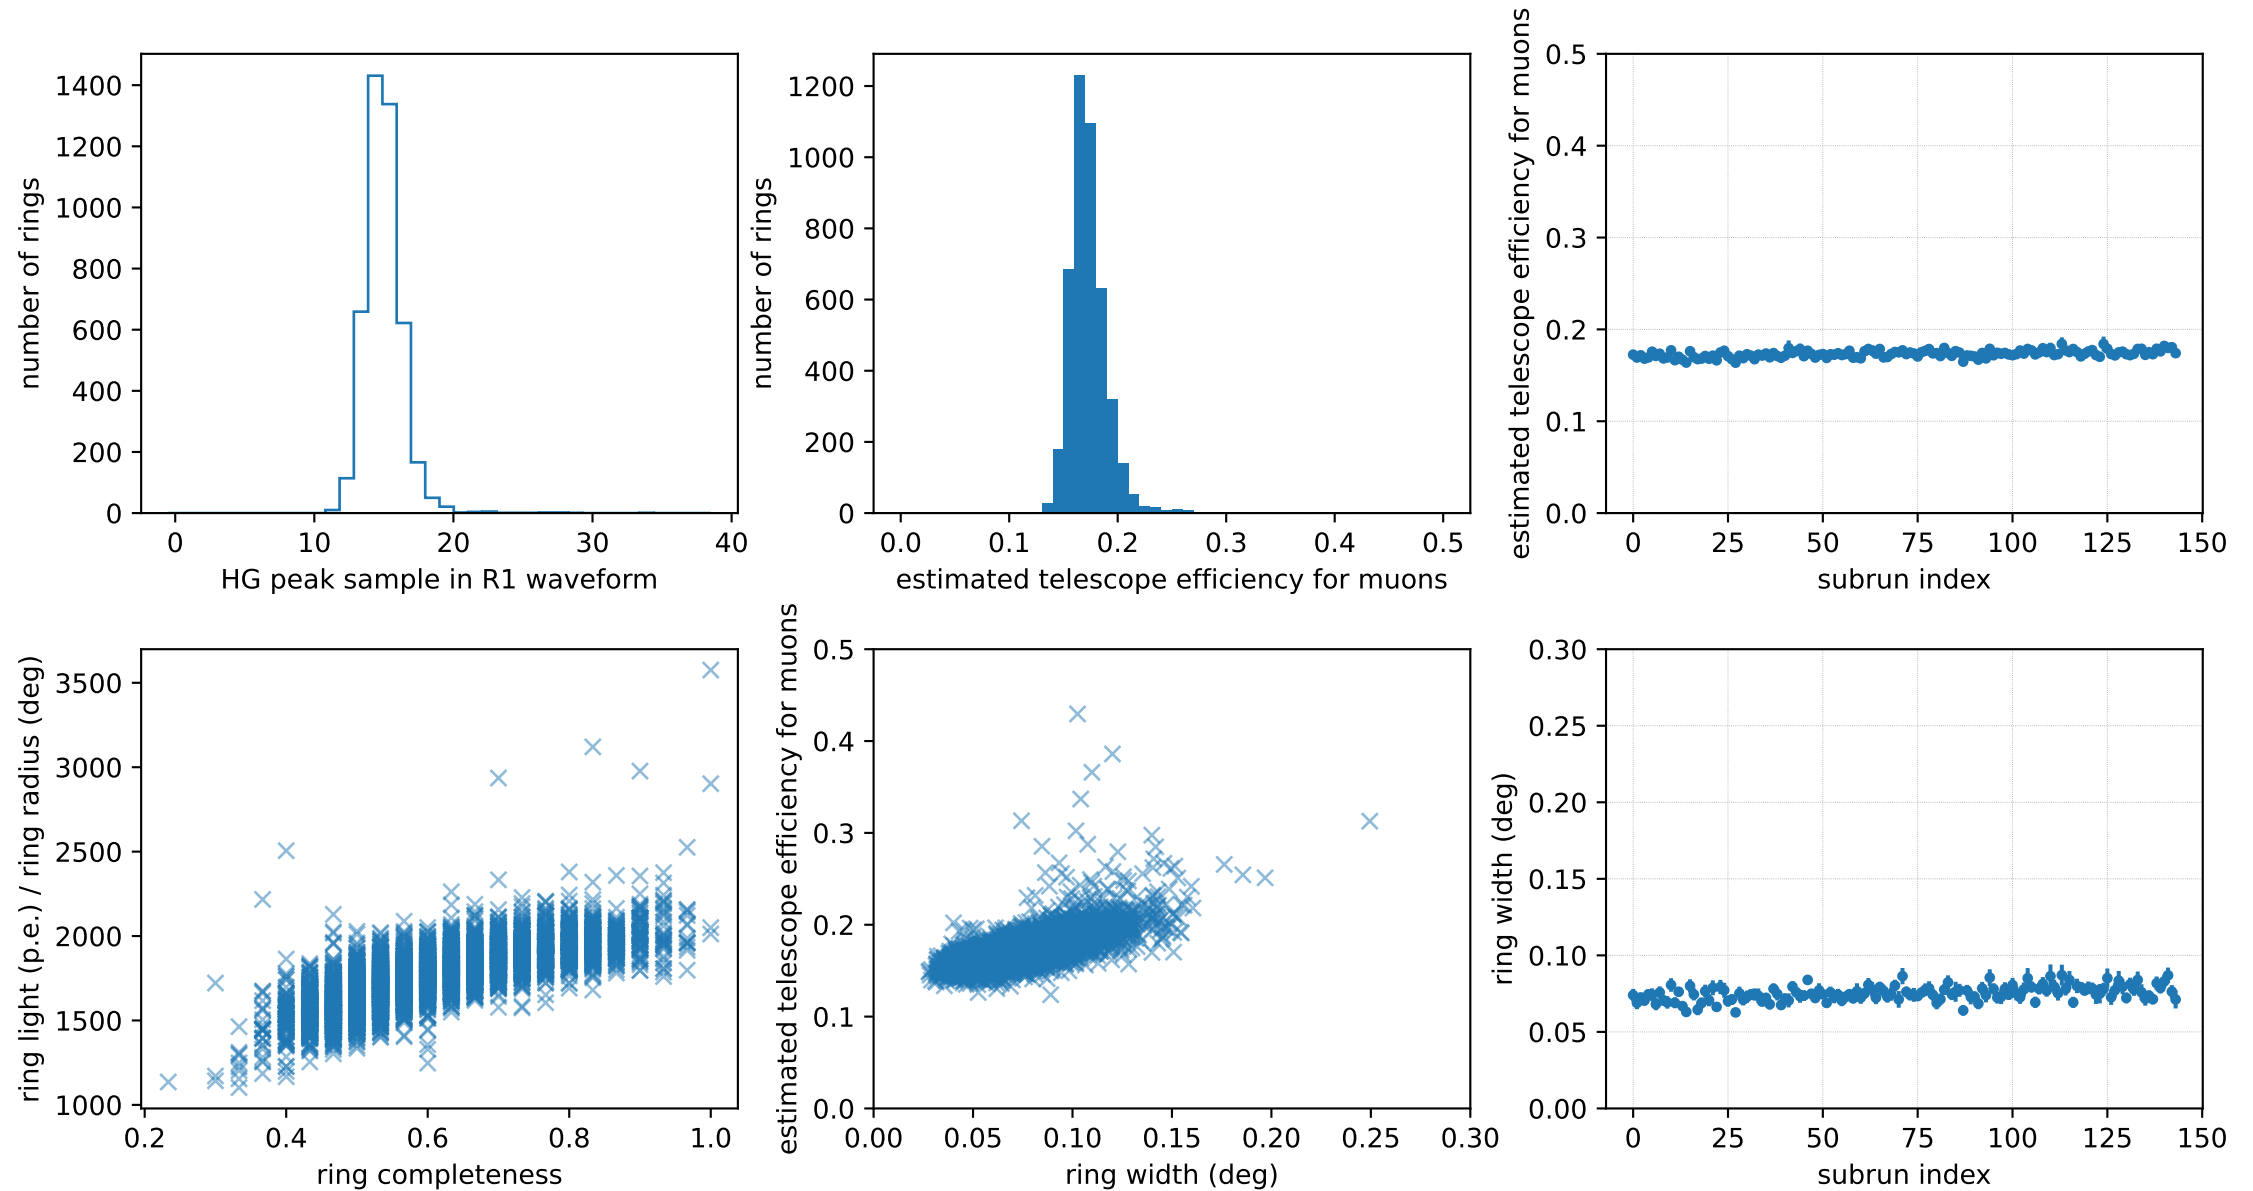 number of rings
1400
1200
1000
800
600
400
200
0
0 10 20 30 40
HG peak sample in R1 waveform
number of rings
1200
1000
800
600
400
200
0
0.0 0.1 0.2 0.3 0.4 0.5
estimated telescope efficiency for muons
estimated telescope efficiency for muons
0.5
0.4
0.3
0.2
0.1
0.0
0 25 50 75 100 125 150
subrun index
ring light (p.e.) / ring radius (deg)
3500
3000
2500
2000
1500
1000
0.2 0.4 0.6 0.8 1.0
ring completeness
estimated telescope efficiency for muons
0.5
0.4
0.3
0.2
0.1
0.0
0.00 0.05 0.10 0.15 0.20 0.25 0.30
ring width (deg)
ring width (deg)
0.30
0.25
0.20
0.15
0.10
0.05
0.00
0 25 50 75 100 125 150
subrun index